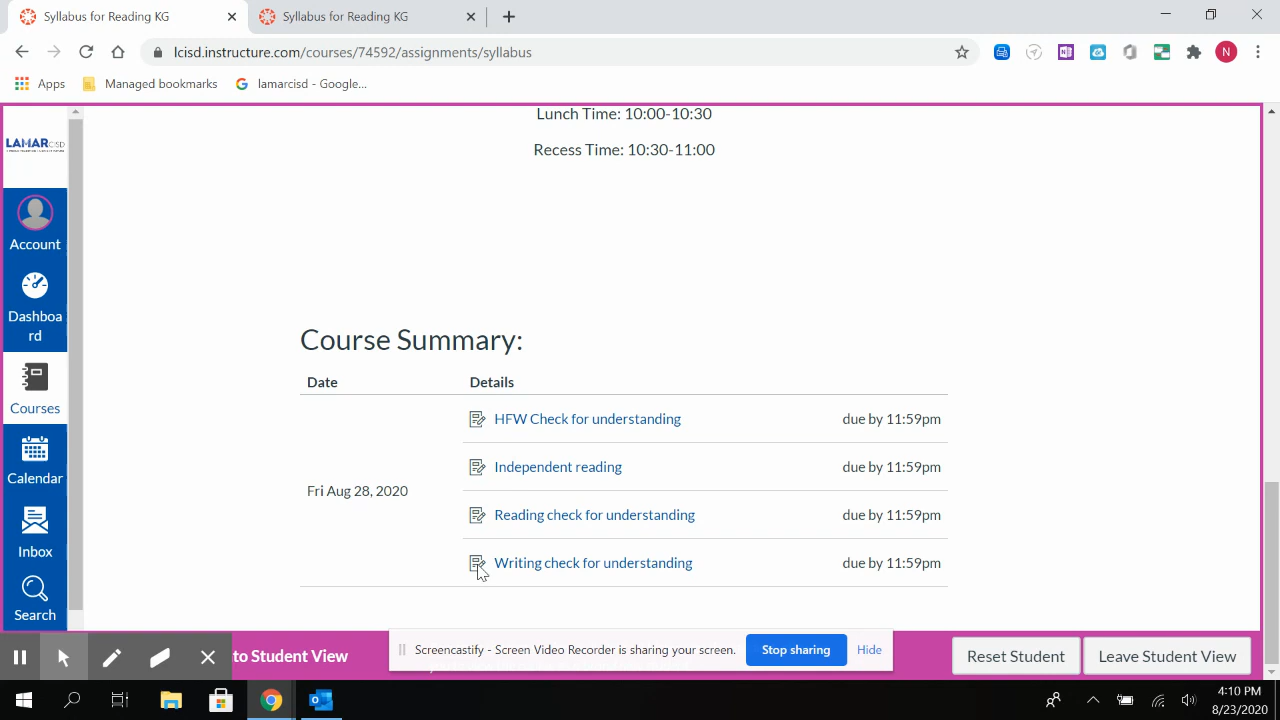 Syllabus for Reading KG
Syllabus for Reading KG
lcisd.instructure.com/courses/74592/assignments/syllabus
N
Apps
Managed bookmarks
lamarcisd - Google...
LAMAR CISD
Account
Dashboa
rd
Courses
Calendar
Inbox
Search
Lunch Time: 10:00-10:30
Recess Time: 10:30-11:00
Course Summary:
Date Details
HFW Check for understanding due by 11:59pm
Independent reading due by 11:59pm
Fri Aug 28, 2020
Reading check for understanding due by 11:59pm
Writing check for understanding due by 11:59pm
to Student View
Screencastify - Screen Video Recorder is sharing your screen.
Stop sharing
Hide
Reset Student
Leave Student View
4:10 PM
8/23/2020